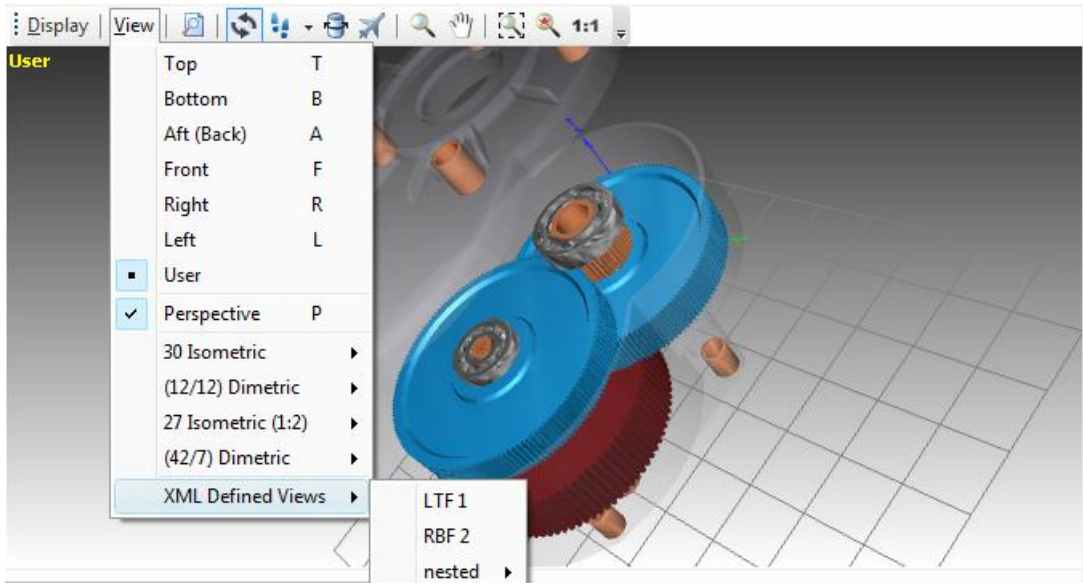 Display View 1:1
User
Top T
Bottom B
Aft (Back) A
Front F
Right R
Left L
User
Perspective P
30 Isometric
(12/12) Dimetric
27 Isometric (1:2)
(42/7) Dimetric
XML Defined Views
LTF 1
RBF 2
nested